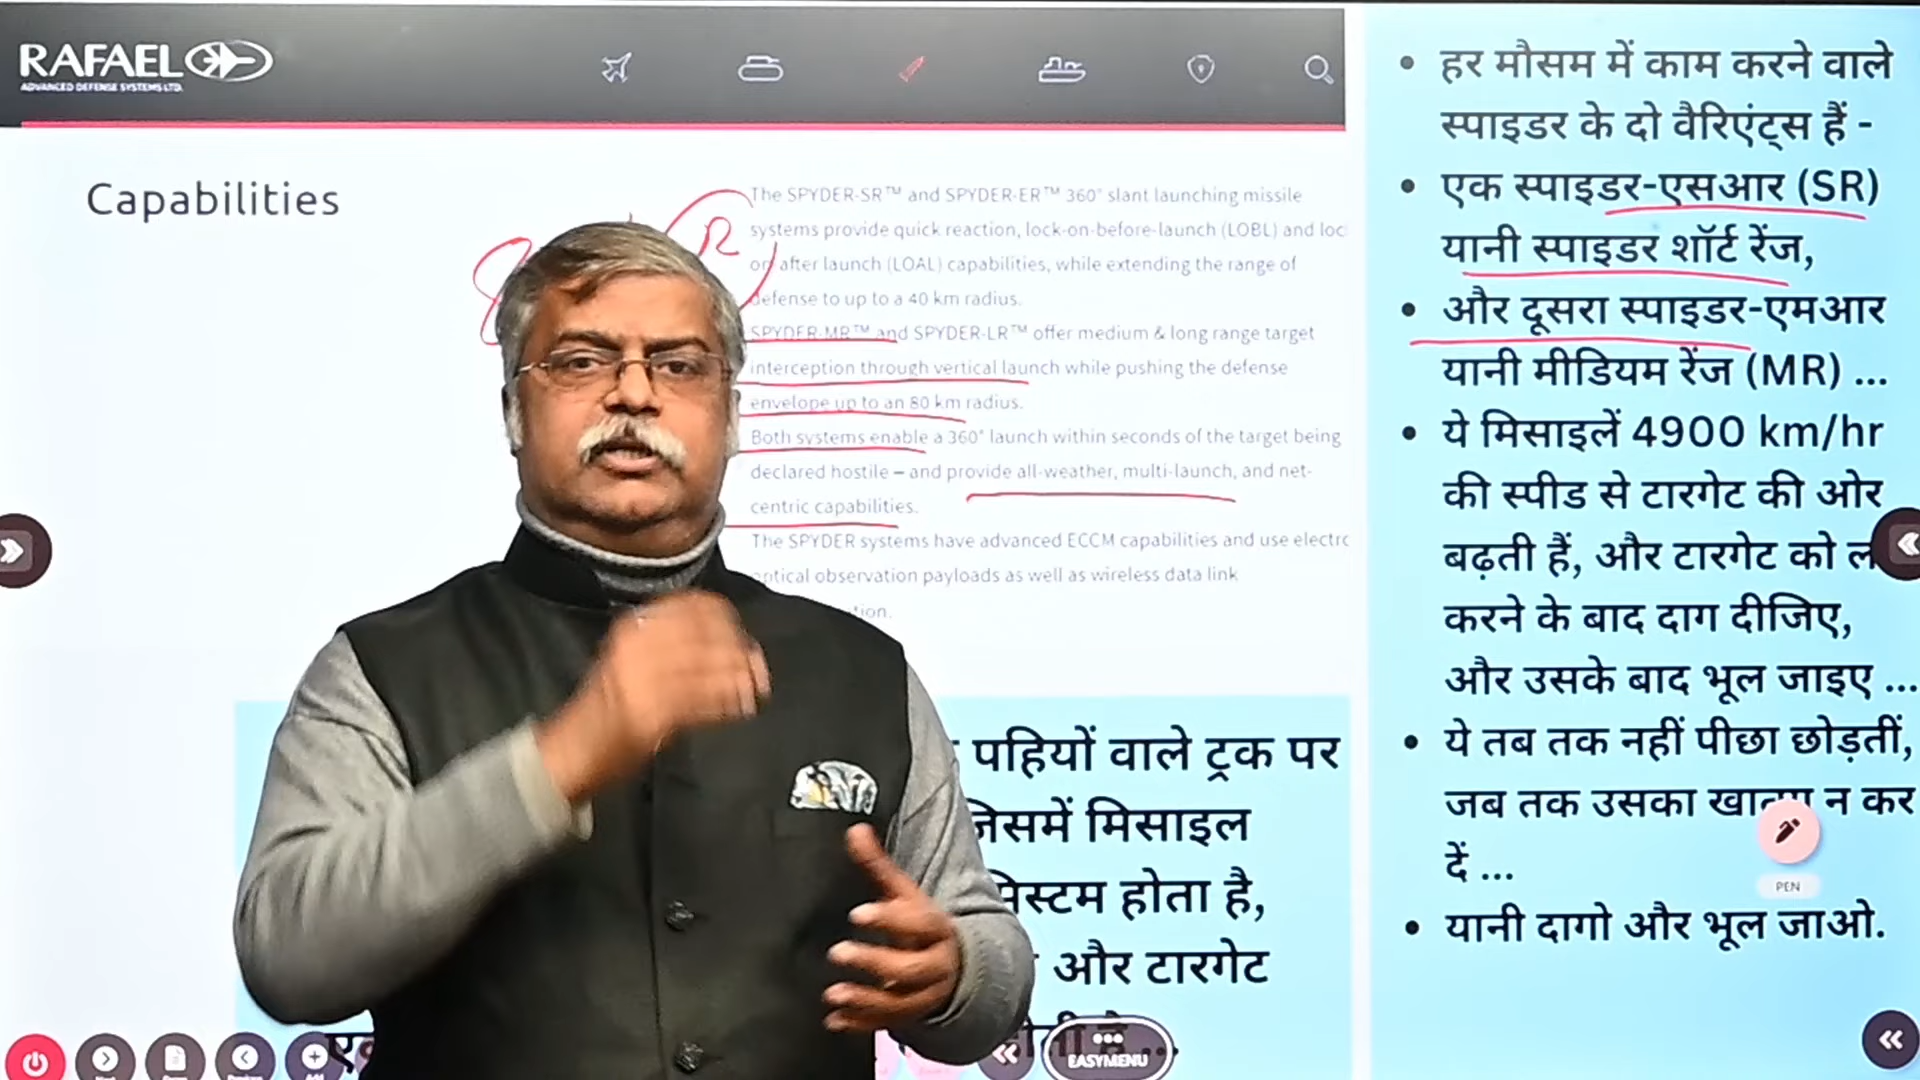 RAFAEL
ADVANCED DEFENSE SYSTEMS LTD.
Capabilities
R
The SPYDER-SR™ and SPYDER-ER™ 360° slant launching missile
systems provide quick reaction, lock-on-before-launch (LOBL) and loc
after launch (LOAL) capabilities, while extending the range of
defense to up to a 40 km radius.
SPYDER-MR™ and SPYDER-LR™ offer medium & long range target
interception through vertical launch while pushing the defense
envelope up to an 80 km radius.
Both systems enable a 360° launch within seconds of the target being
declared hostile – and provide all-weather, multi-launch, and net-
centric capabilities.
The SPYDER systems have advanced ECCM capabilities and use electro
optical observation payloads as well as wireless data link
पहियों वाले ट्रक पर
जिसमें मिसाइल
सिस्टम होता है,
और टारगेट
होती है ...
हर मौसम में काम करने वाले
स्पाइडर के दो वैरिएंट्स हैं -
एक स्पाइडर-एसआर (SR)
यानी स्पाइडर शॉर्ट रेंज,
और दूसरा स्पाइडर-एमआर
यानी मीडियम रेंज (MR) ...
ये मिसाइलें 4900 km/hr
की स्पीड से टारगेट की ओर
बढ़ती हैं, और टारगेट को
करने के बाद दाग दीजिए,
और उसके बाद भूल जाइए ...
ये तब तक नहीं पीछा छोड़तीं,
जब तक उसका खात्मा न कर
दें ...
यानी दागो और भूल जाओ.
PEN
EASYMENU